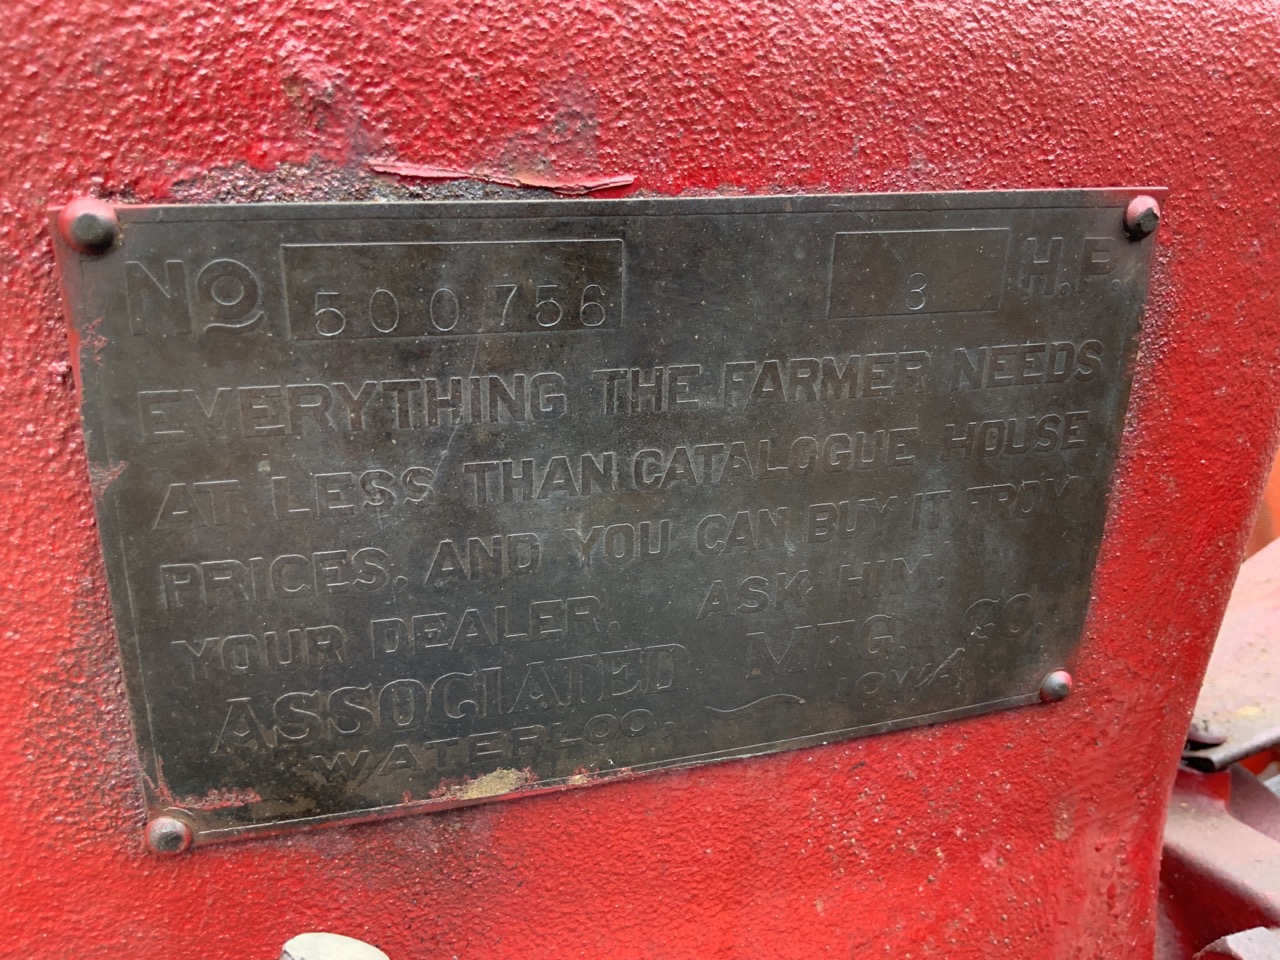 NO 500756 3 H.P.
EVERYTHING THE FARMER NEEDS
AT LESS THAN CATALOGUE HOUSE
PRICES. AND YOU CAN BUY IT FROM
YOUR DEALER. ASK HIM.
ASSOCIATED MFG. CO.
WATERLOO. IOWA